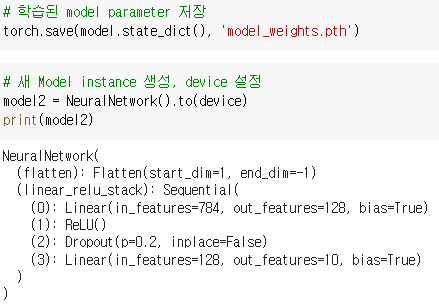 # 학습된 model parameter 저장
torch.save(model.state_dict(), 'model_weights.pth')
# 새 Model instance 생성, device 설정
model2 = NeuralNetwork().to(device)
print(model2)
NeuralNetwork(
  (flatten): Flatten(start_dim=1, end_dim=-1)
  (linear_relu_stack): Sequential(
    (0): Linear(in_features=784, out_features=128, bias=True)
    (1): ReLU()
    (2): Dropout(p=0.2, inplace=False)
    (3): Linear(in_features=128, out_features=10, bias=True)
  )
)